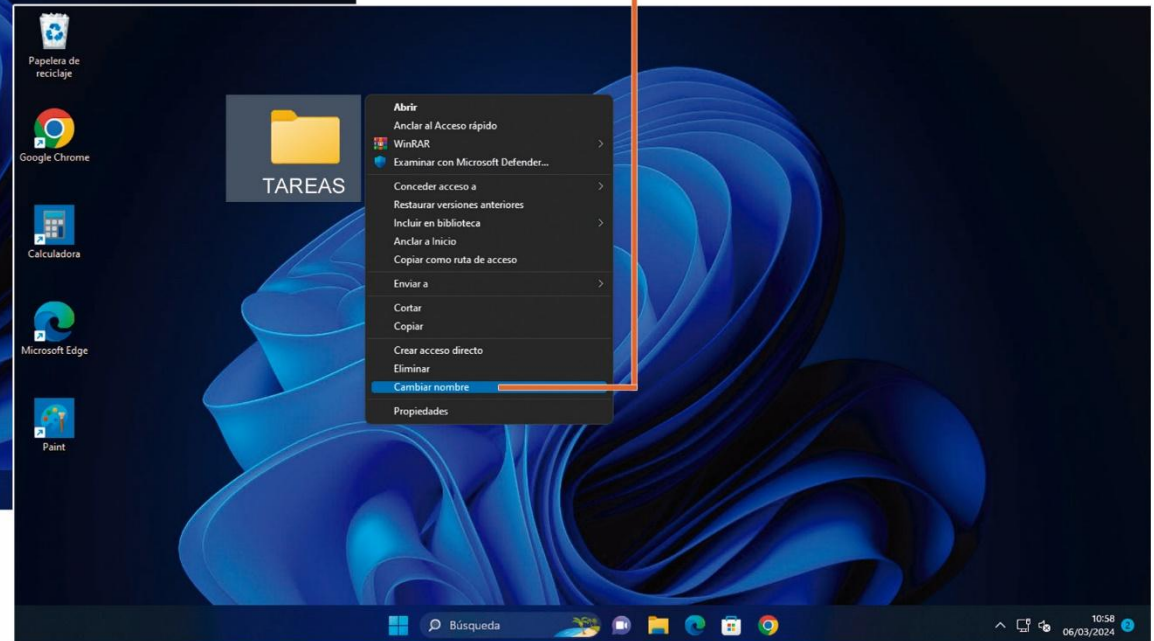 Papelera de
reciclaje
Google Chrome
Calculadora
Microsoft Edge
Paint
TAREAS
Abrir
Anclar al Acceso rápido
WinRAR
Examinar con Microsoft Defender...
Conceder acceso a
Restaurar versiones anteriores
Incluir en biblioteca
Anclar a Inicio
Copiar como ruta de acceso
Enviar a
Cortar
Copiar
Crear acceso directo
Eliminar
Cambiar nombre
Propiedades
Búsqueda
10:58
06/03/2024
2